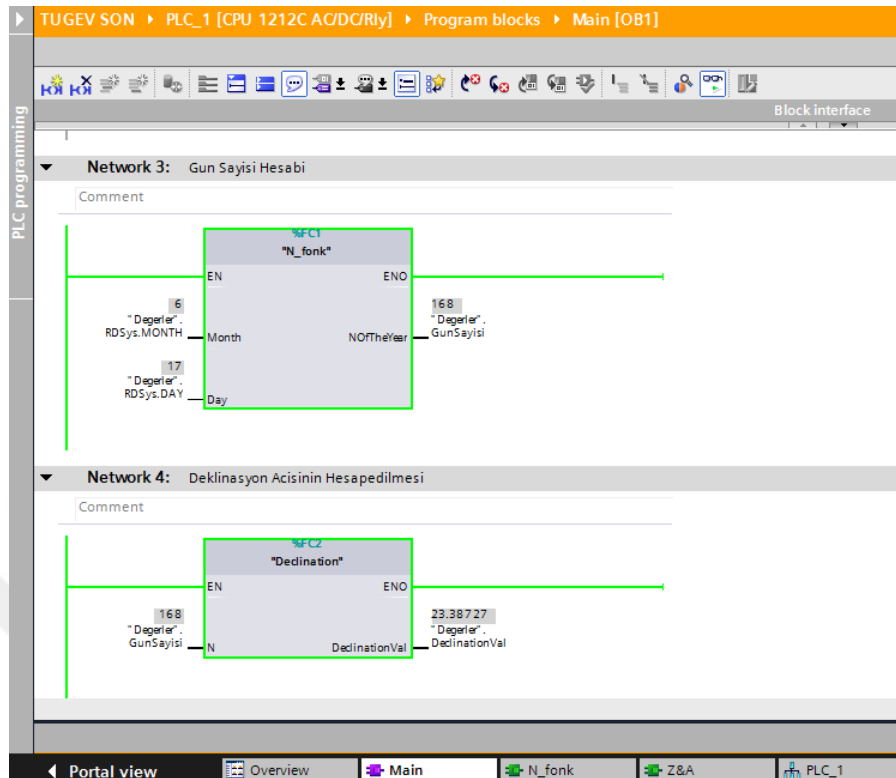 TUGEV SON ▸ PLC_1 [CPU 1212C AC/DC/Rly] ▸ Program blocks ▸ Main [OB1]
Block interface
PLC programming
Network 3: Gun Sayisi Hesabi
Comment
%FC1
"N_fonk"
EN ENO
6
"Degerler".
RDSys.MONTH
Month
168
"Degerler".
GunSayisi
NOfTheYear
17
"Degerler".
RDSys.DAY
Day
Network 4: Deklinasyon Acisinin Hesapedilmesi
Comment
%FC2
"Declination"
EN ENO
168
"Degerler".
GunSayisi
N
23.38727
"Degerler".
DeclinationVal
DeclinationVal
Portal view Overview Main N_fonk Z&A PLC_1